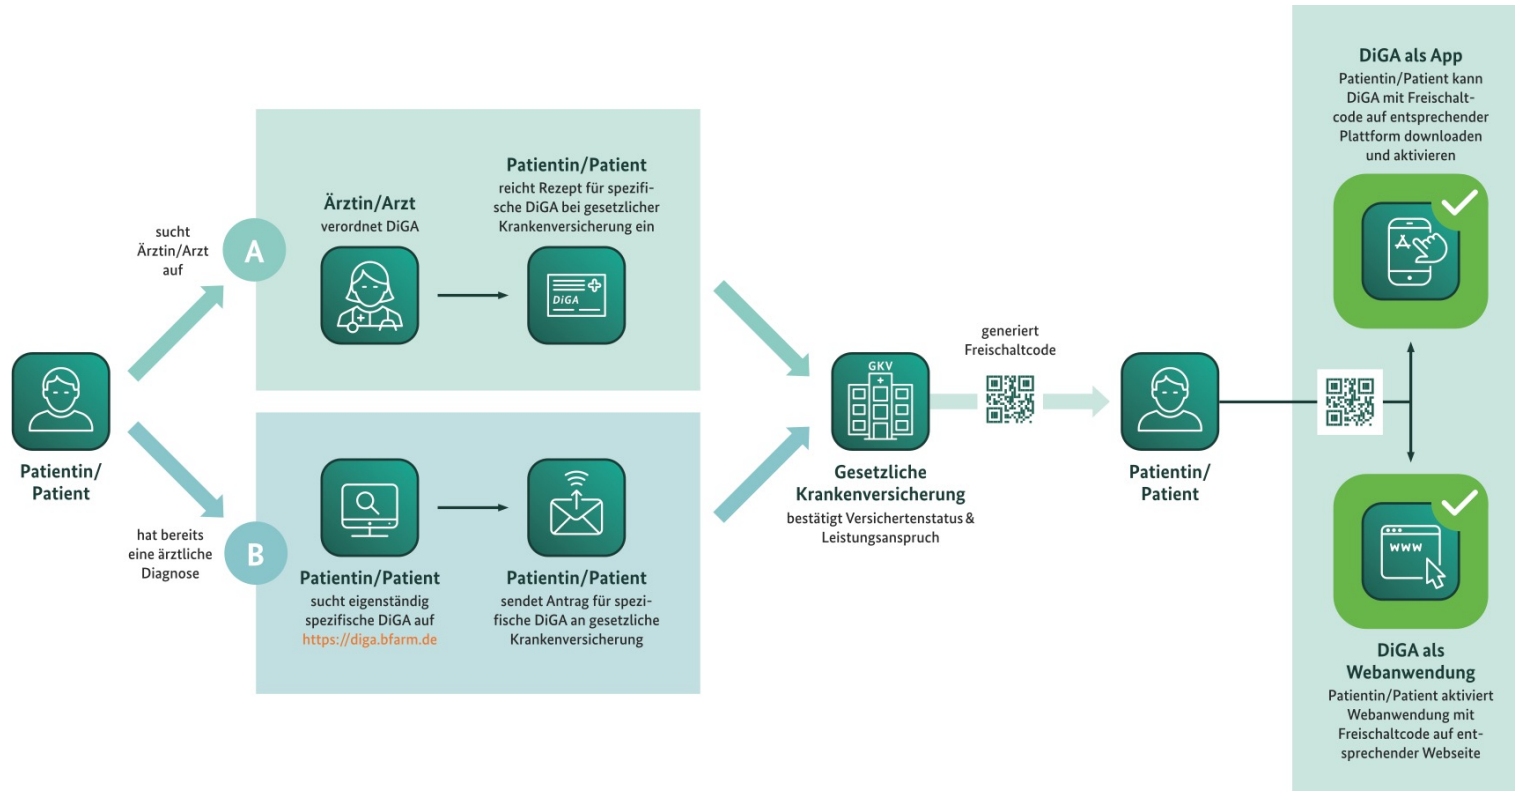 Patientin/
Patient
sucht
Ärztin/Arzt
auf
A
Ärztin/Arzt
verordnet DiGA
Patientin/Patient
reicht Rezept für spezifi-
sche DiGA bei gesetzlicher
Krankenversicherung ein
DiGA
hat bereits
eine ärztliche
Diagnose
B
Patientin/Patient
sucht eigenständig
spezifische DiGA auf
https://diga.bfarm.de
Patientin/Patient
sendet Antrag für spezi-
fische DiGA an gesetzliche
Krankenversicherung
GKV
Gesetzliche
Krankenversicherung
bestätigt Versichertenstatus &
Leistungsanspruch
generiert
Freischaltcode
Patientin/
Patient
DiGA als App
Patientin/Patient kann
DiGA mit Freischalt-
code auf entsprechender
Plattform downloaden
und aktivieren
www
DiGA als
Webanwendung
Patientin/Patient aktiviert
Webanwendung mit
Freischaltcode auf ent-
sprechender Webseite